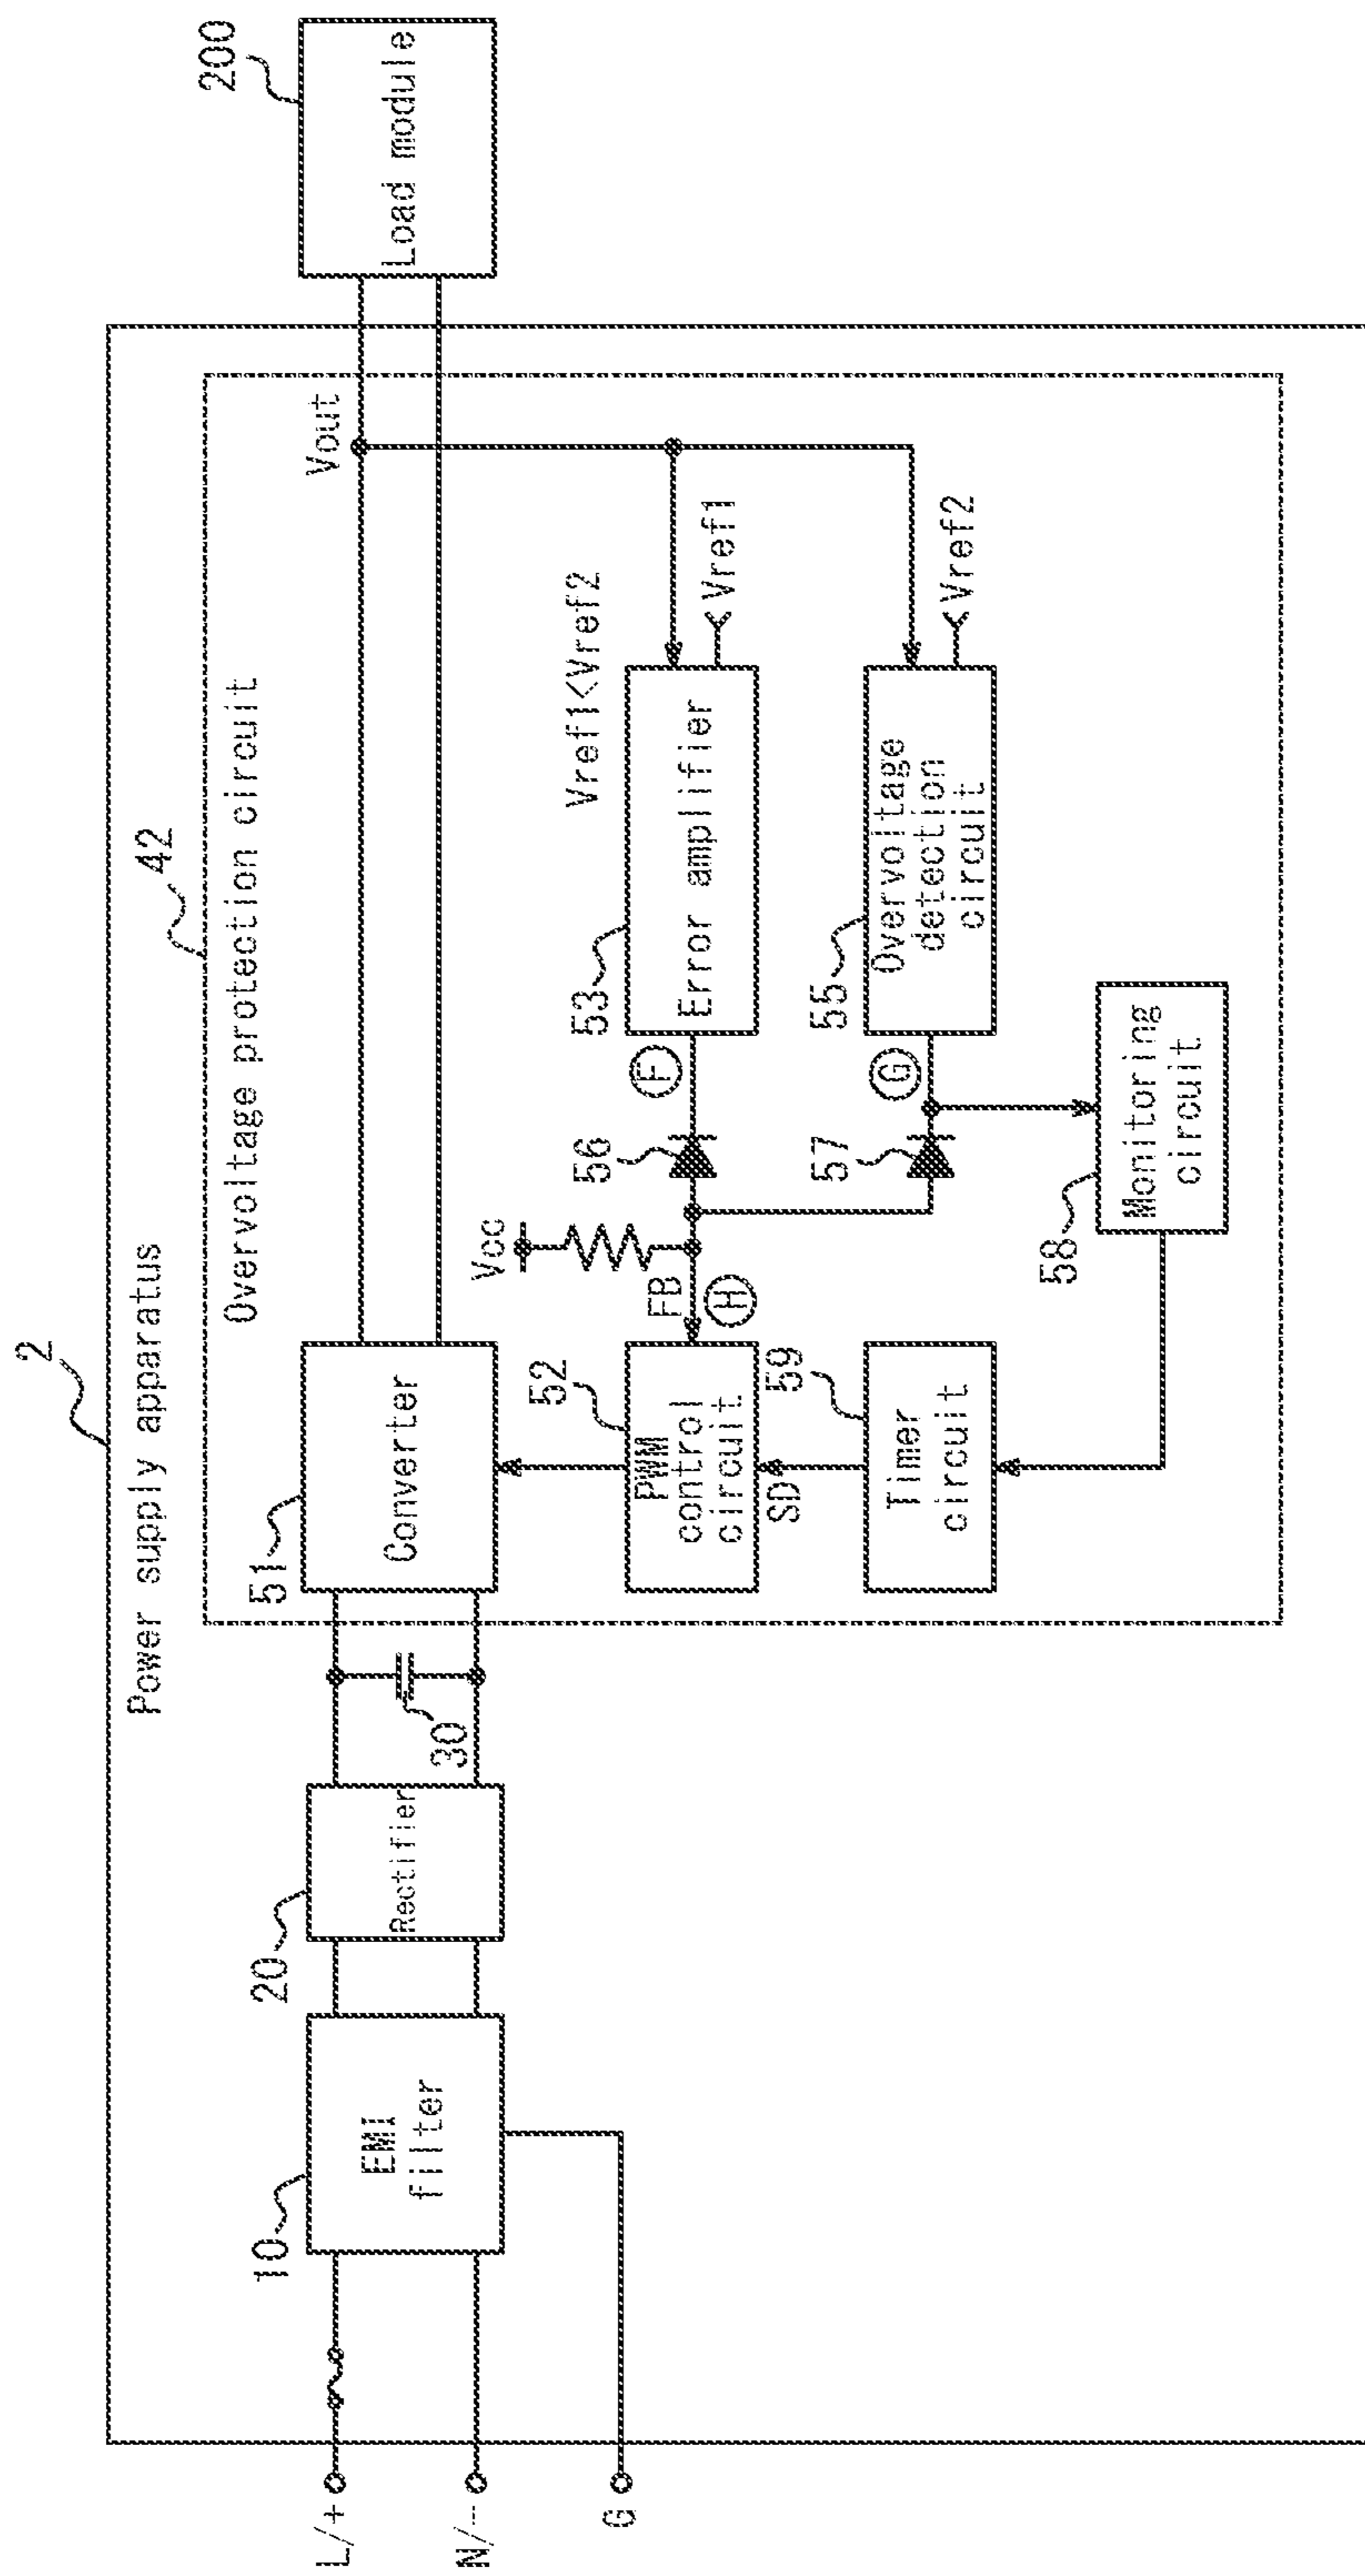 2
Power supply apparatus
42
Overvoltage protection circuit
L/+
N/−
G
10
EMI
filter
20
Rectifier
30
51
Converter
Vout
200
Load module
Vcc
FB
H
52
PWM
control
circuit
SD
59
Timer
circuit
56
F
53
Error amplifier
Vref1<Vref2
Vref1
57
G
55
Overvoltage
detection
circuit
Vref2
58
Monitoring
circuit